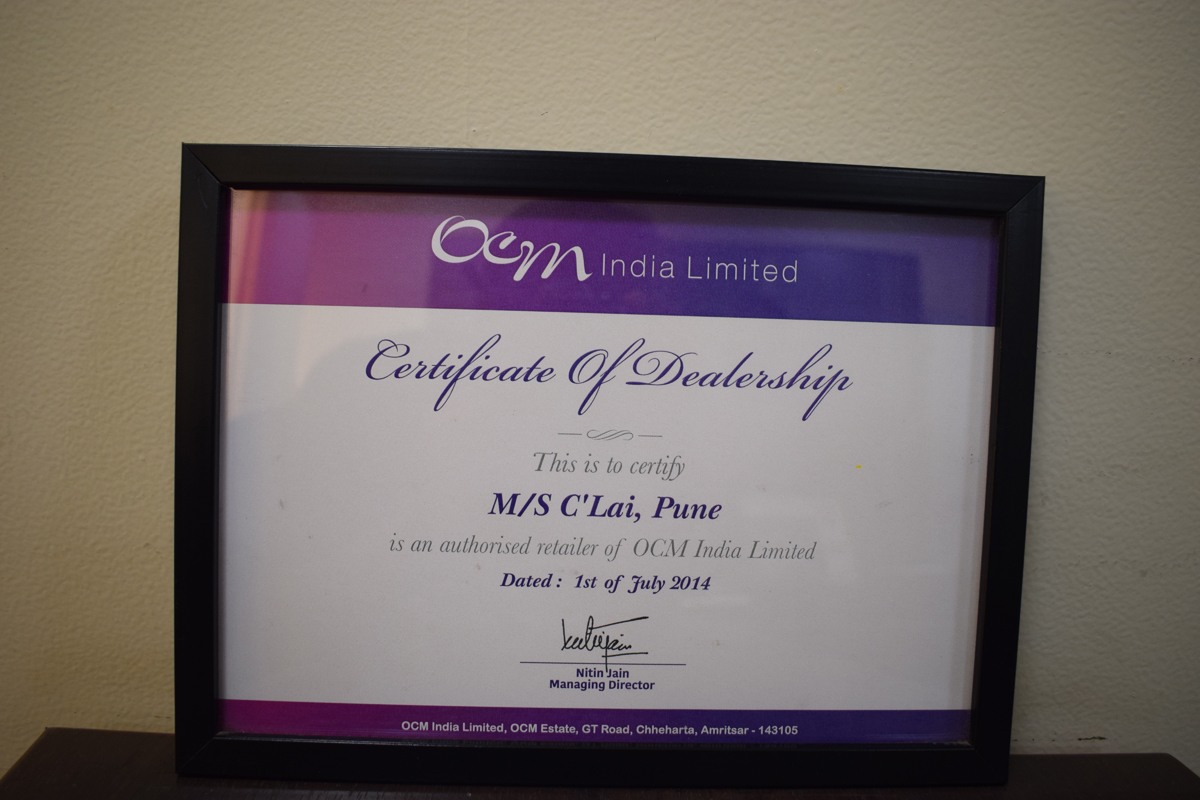 OCM India Limited
Certificate Of Dealership
This is to certify
M/S C'Lai, Pune
is an authorised retailer of OCM India Limited
Dated : 1st of July 2014
Nitin Jain
Managing Director
OCM India Limited, OCM Estate, GT Road, Chheharta, Amritsar - 143105